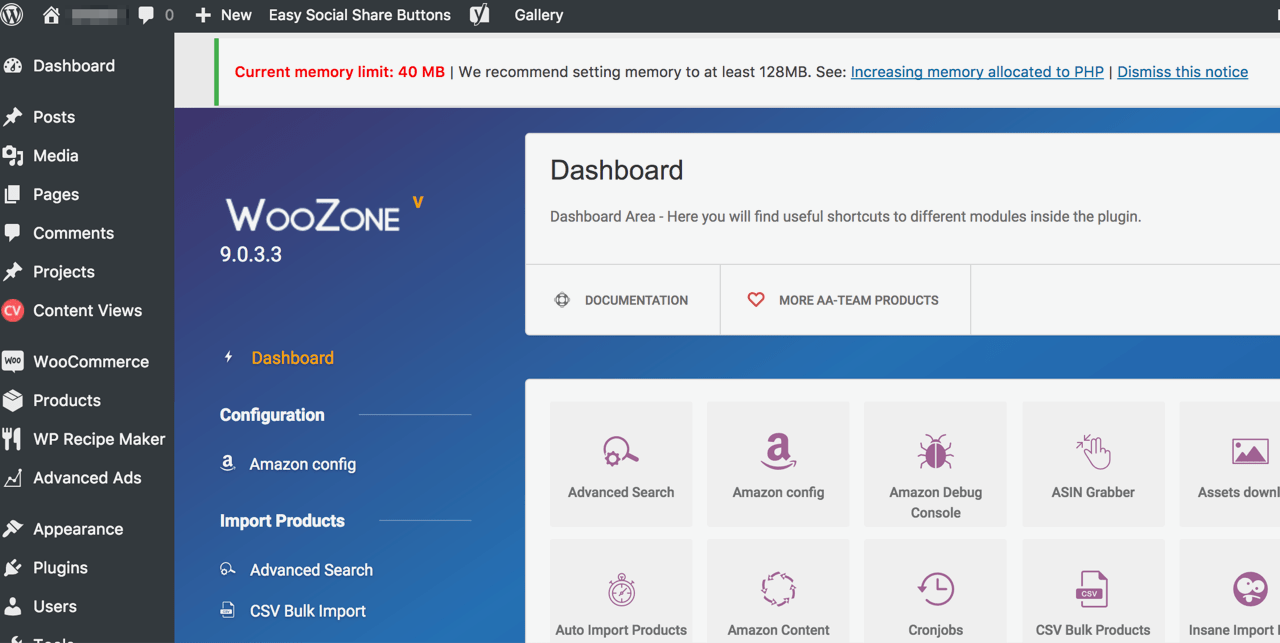 0 New Easy Social Share Buttons Gallery
Dashboard
Posts
Media
Pages
Comments
Projects
CV Content Views
Woo WooCommerce
Products
WP Recipe Maker
Advanced Ads
Appearance
Plugins
Users
Tools
Current memory limit: 40 MB | We recommend setting memory to at least 128MB. See: Increasing memory allocated to PHP | Dismiss this notice
WooZone V
9.0.3.3
Dashboard
Configuration
Amazon config
Import Products
Advanced Search
CSV Bulk Import
Dashboard
Dashboard Area - Here you will find useful shortcuts to different modules inside the plugin.
DOCUMENTATION
MORE AA-TEAM PRODUCTS
Advanced Search
Amazon config
Amazon Debug
Console
ASIN Grabber
Assets downl
Auto Import Products
Amazon Content
Cronjobs
CSV
CSV Bulk Products
Insane Import